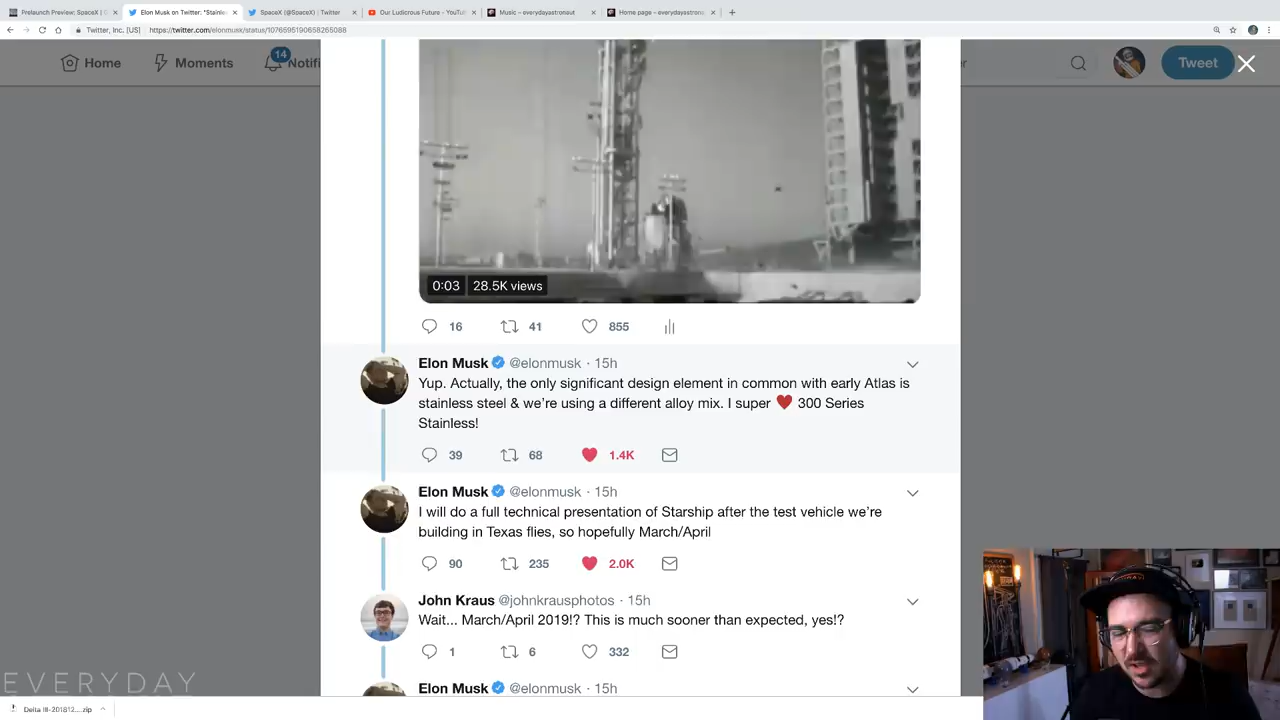 Prelaunch Preview: SpaceX |
Elon Musk on Twitter: "Stainle
SpaceX (@SpaceX) | Twitter
Our Ludicrous Future - YouTu
Music – everydayastronaut
Home page – everydayastron
Twitter, Inc. [US] https://twitter.com/elonmusk/status/1076595190658265088
Home
Moments
14
Notifi
Tweet
0:03 28.5K views
16 41 855
Elon Musk @elonmusk · 15h
Yup. Actually, the only significant design element in common with early Atlas is
stainless steel & we're using a different alloy mix. I super ❤️ 300 Series
Stainless!
39 68 1.4K
Elon Musk @elonmusk · 15h
I will do a full technical presentation of Starship after the test vehicle we're
building in Texas flies, so hopefully March/April
90 235 2.0K
John Kraus @johnkrausphotos · 15h
Wait... March/April 2019!? This is much sooner than expected, yes!?
1 6 332
Elon Musk @elonmusk · 15h
EVERYDAY
Delta III-201812....zip